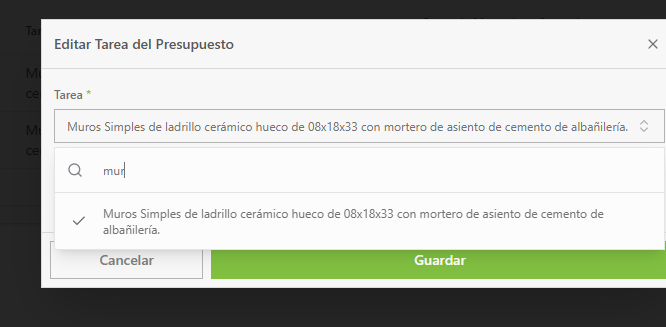 Editar Tarea del Presupuesto
Tarea *
Muros Simples de ladrillo cerámico hueco de 08x18x33 con mortero de asiento de cemento de albañilería.
mur
Muros Simples de ladrillo cerámico hueco de 08x18x33 con mortero de asiento de cemento de
albañilería.
Cancelar
Guardar